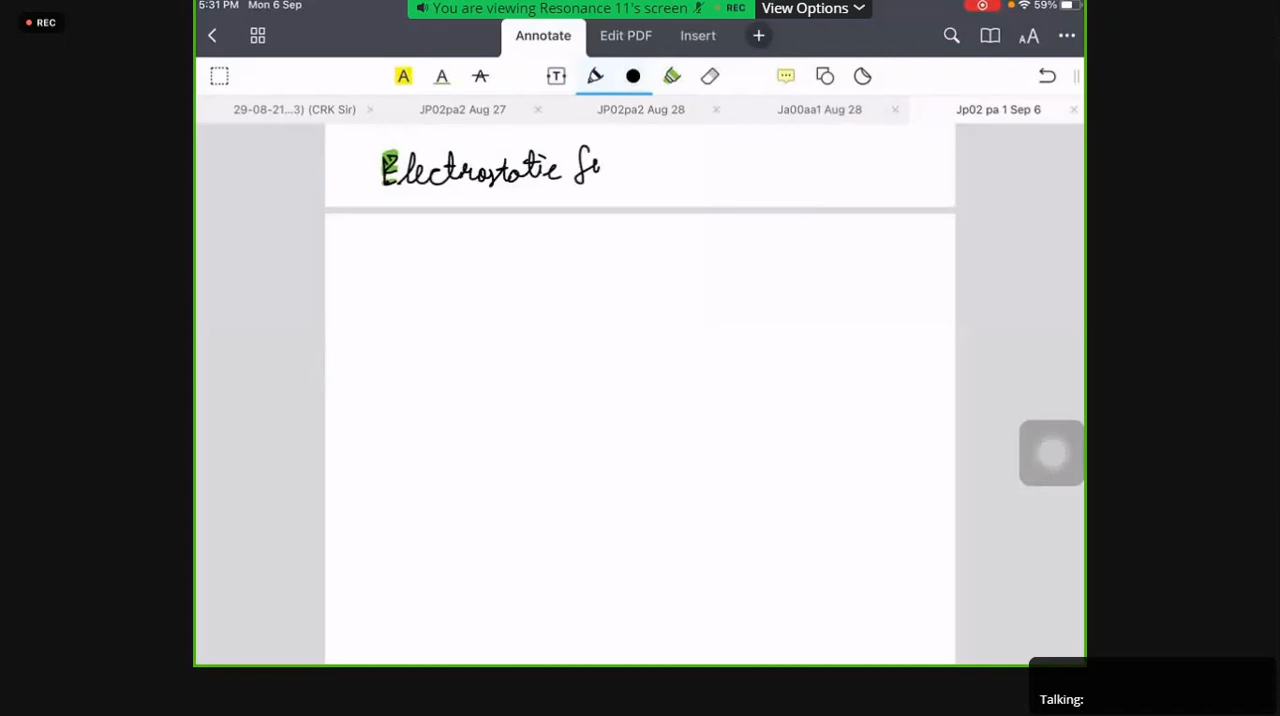 5:31 PM Mon 6 Sep
You are viewing Resonance 11's screen REC
View Options
59%
REC
Annotate Edit PDF Insert +
AA
A A A T
29-08-21...3) (CRK Sir) × JP02pa2 Aug 27 × JP02pa2 Aug 28 × Ja00aa1 Aug 28 × Jp02 pa 1 Sep 6 ×
Electrostatic
Talking: